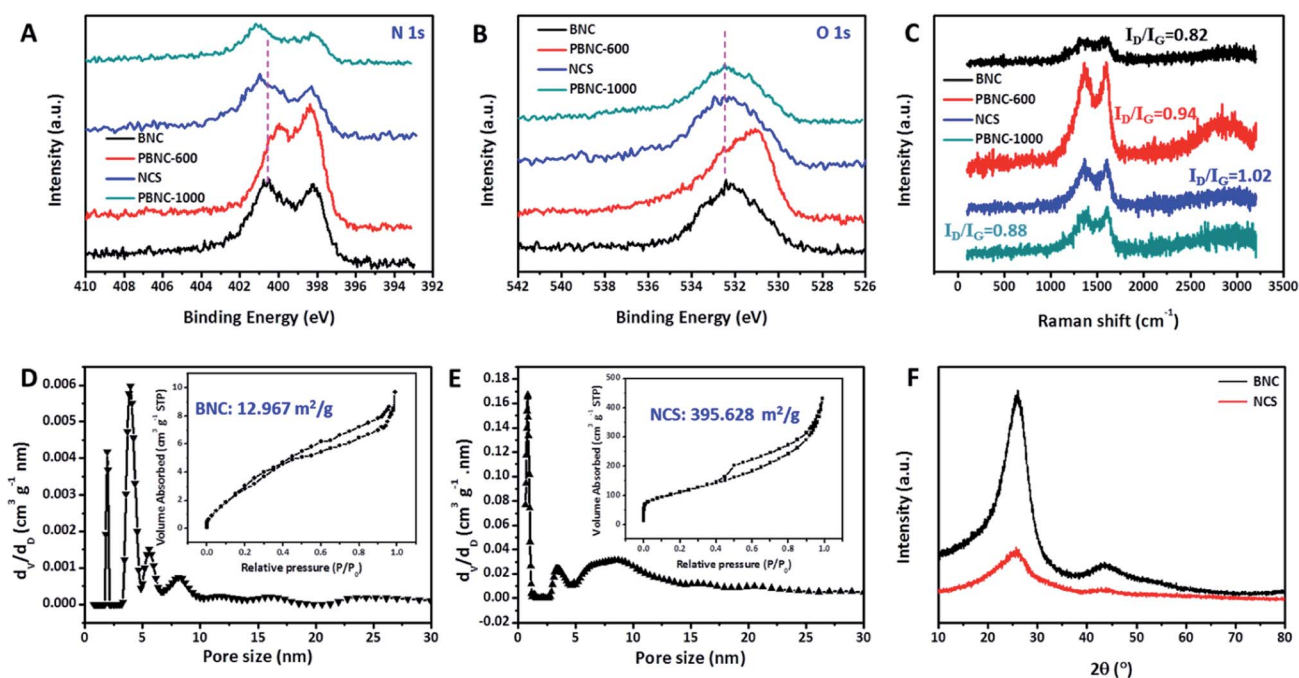 A
N 1s
BNC
PBNC-600
NCS
PBNC-1000
Intensity (a.u.)
410 408 406 404 402 400 398 396 394 392
Binding Energy (eV)
B
O 1s
BNC
PBNC-600
NCS
PBNC-1000
Intensity (a.u.)
542 540 538 536 534 532 530 528 526
Binding Energy (eV)
C
BNC
PBNC-600
NCS
PBNC-1000
I_D/I_G=0.82
I_D/I_G=0.94
I_D/I_G=1.02
I_D/I_G=0.88
Intensity (a.u.)
0 500 1000 1500 2000 2500 3000 3500
Raman shift (cm⁻¹)
D
0.006
0.005
0.004
0.003
0.002
0.001
0.000
d_V/d_D (cm³ g⁻¹ nm)
0 5 10 15 20 25 30
Pore size (nm)
BNC: 12.967 m²/g
Volume Absorbed (cm³ g⁻¹ STP)
10
8
6
4
2
0
0.0 0.2 0.4 0.6 0.8 1.0
Relative pressure (P/P₀)
E
0.18
0.16
0.14
0.12
0.10
0.08
0.06
0.04
0.02
0.00
-0.02
d_V/d_D (cm³ g⁻¹.nm)
0 5 10 15 20 25 30
Pore size (nm)
NCS: 395.628 m²/g
Volume Absorbed (cm³ g⁻¹ STP)
500
400
300
200
100
0
0.0 0.2 0.4 0.6 0.8 1.0
Relative pressure (P/P₀)
F
BNC
NCS
Intensity (a.u.)
10 20 30 40 50 60 70 80
2θ (°)